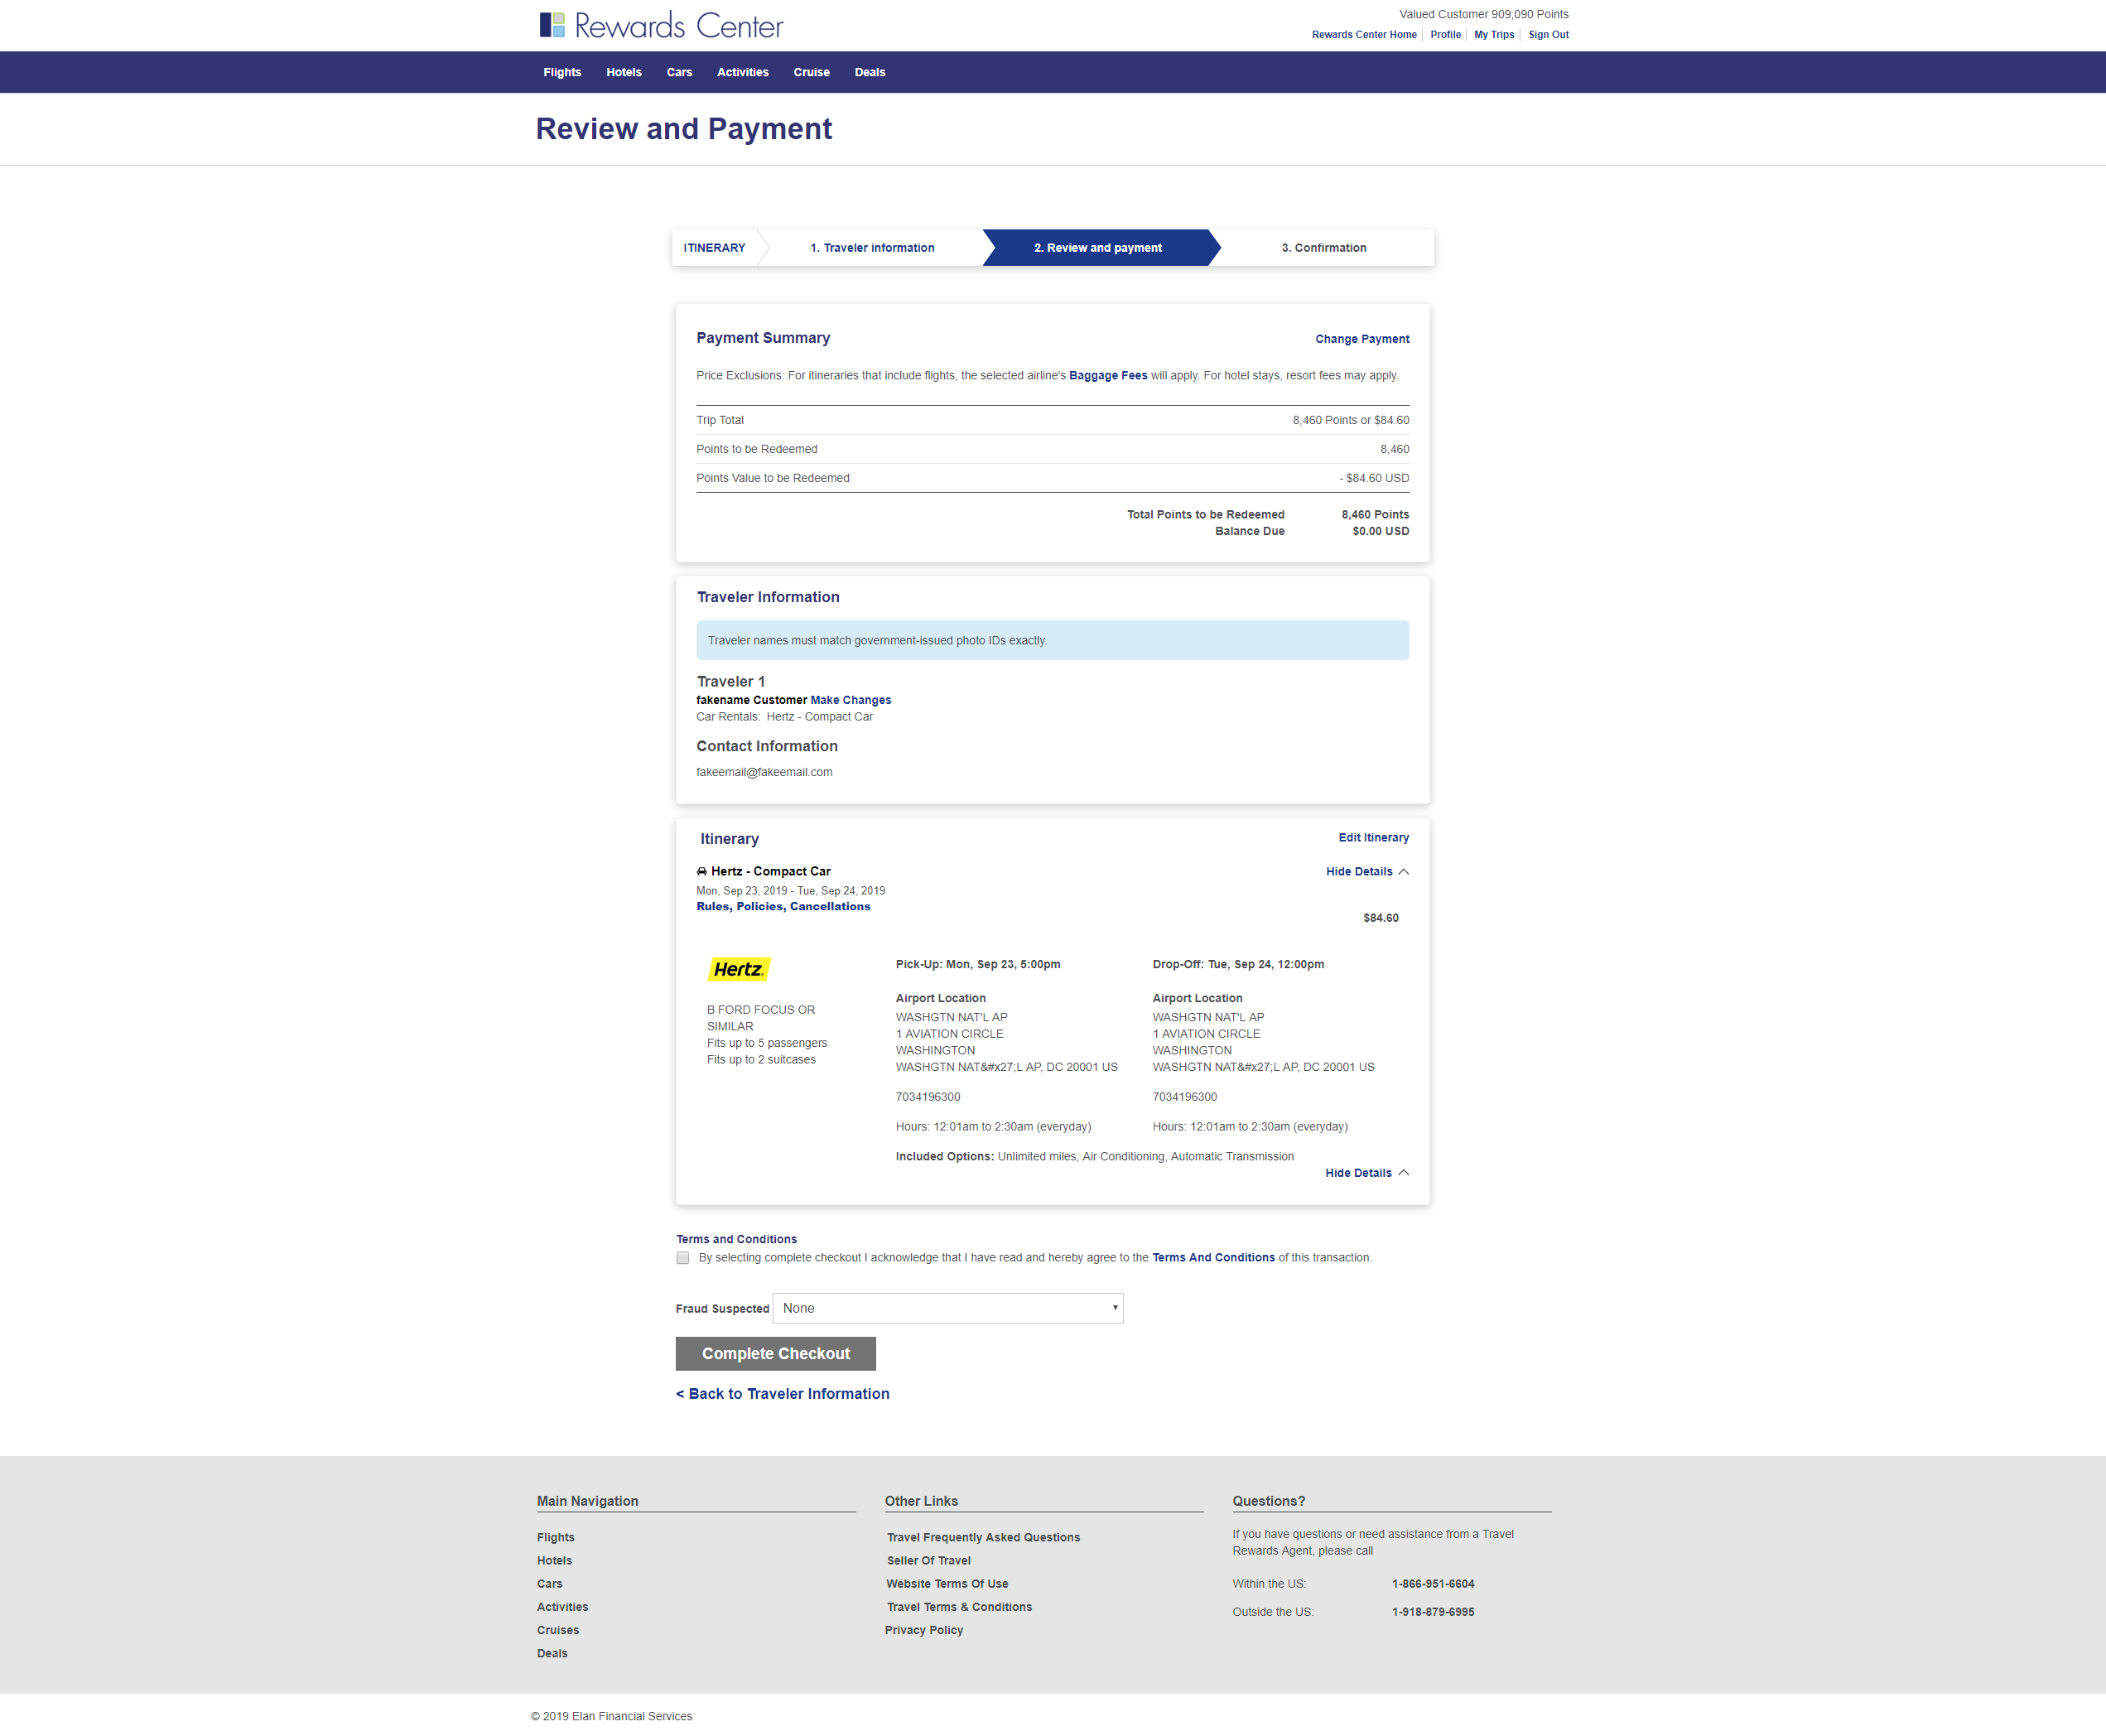 Rewards Center
Valued Customer 909,090 Points
Rewards Center Home Profile My Trips Sign Out
Flights Hotels Cars Activities Cruise Deals
Review and Payment
ITINERARY 1. Traveler information 2. Review and payment 3. Confirmation
Payment Summary Change Payment
Price Exclusions: For itineraries that include flights, the selected airline's Baggage Fees will apply. For hotel stays, resort fees may apply.
Trip Total 8,460 Points or $84.60
Points to be Redeemed 8,460
Points Value to be Redeemed - $84.60 USD
Total Points to be Redeemed 8,460 Points
Balance Due $0.00 USD
Traveler Information
Traveler names must match government-issued photo IDs exactly.
Traveler 1
fakename Customer Make Changes
Car Rentals: Hertz - Compact Car
Contact Information
fakeemail@fakeemail.com
Itinerary Edit Itinerary
Hertz - Compact Car Hide Details
Mon, Sep 23, 2019 - Tue, Sep 24, 2019
Rules, Policies, Cancellations
$84.60
Hertz.
B FORD FOCUS OR
SIMILAR
Fits up to 5 passengers
Fits up to 2 suitcases
Pick-Up: Mon, Sep 23, 5:00pm
Airport Location
WASHGTN NAT'L AP
1 AVIATION CIRCLE
WASHINGTON
WASHGTN NAT&#x27;L AP, DC 20001 US
7034196300
Hours: 12:01am to 2:30am (everyday)
Drop-Off: Tue, Sep 24, 12:00pm
Airport Location
WASHGTN NAT'L AP
1 AVIATION CIRCLE
WASHINGTON
WASHGTN NAT&#x27;L AP, DC 20001 US
7034196300
Hours: 12:01am to 2:30am (everyday)
Included Options: Unlimited miles, Air Conditioning, Automatic Transmission
Hide Details
Terms and Conditions
By selecting complete checkout I acknowledge that I have read and hereby agree to the Terms And Conditions of this transaction.
Fraud Suspected None
Complete Checkout
< Back to Traveler Information
Main Navigation
Flights
Hotels
Cars
Activities
Cruises
Deals
Other Links
Travel Frequently Asked Questions
Seller Of Travel
Website Terms Of Use
Travel Terms & Conditions
Privacy Policy
Questions?
If you have questions or need assistance from a Travel
Rewards Agent, please call
Within the US: 1-866-951-6604
Outside the US: 1-918-879-6995
© 2019 Elan Financial Services